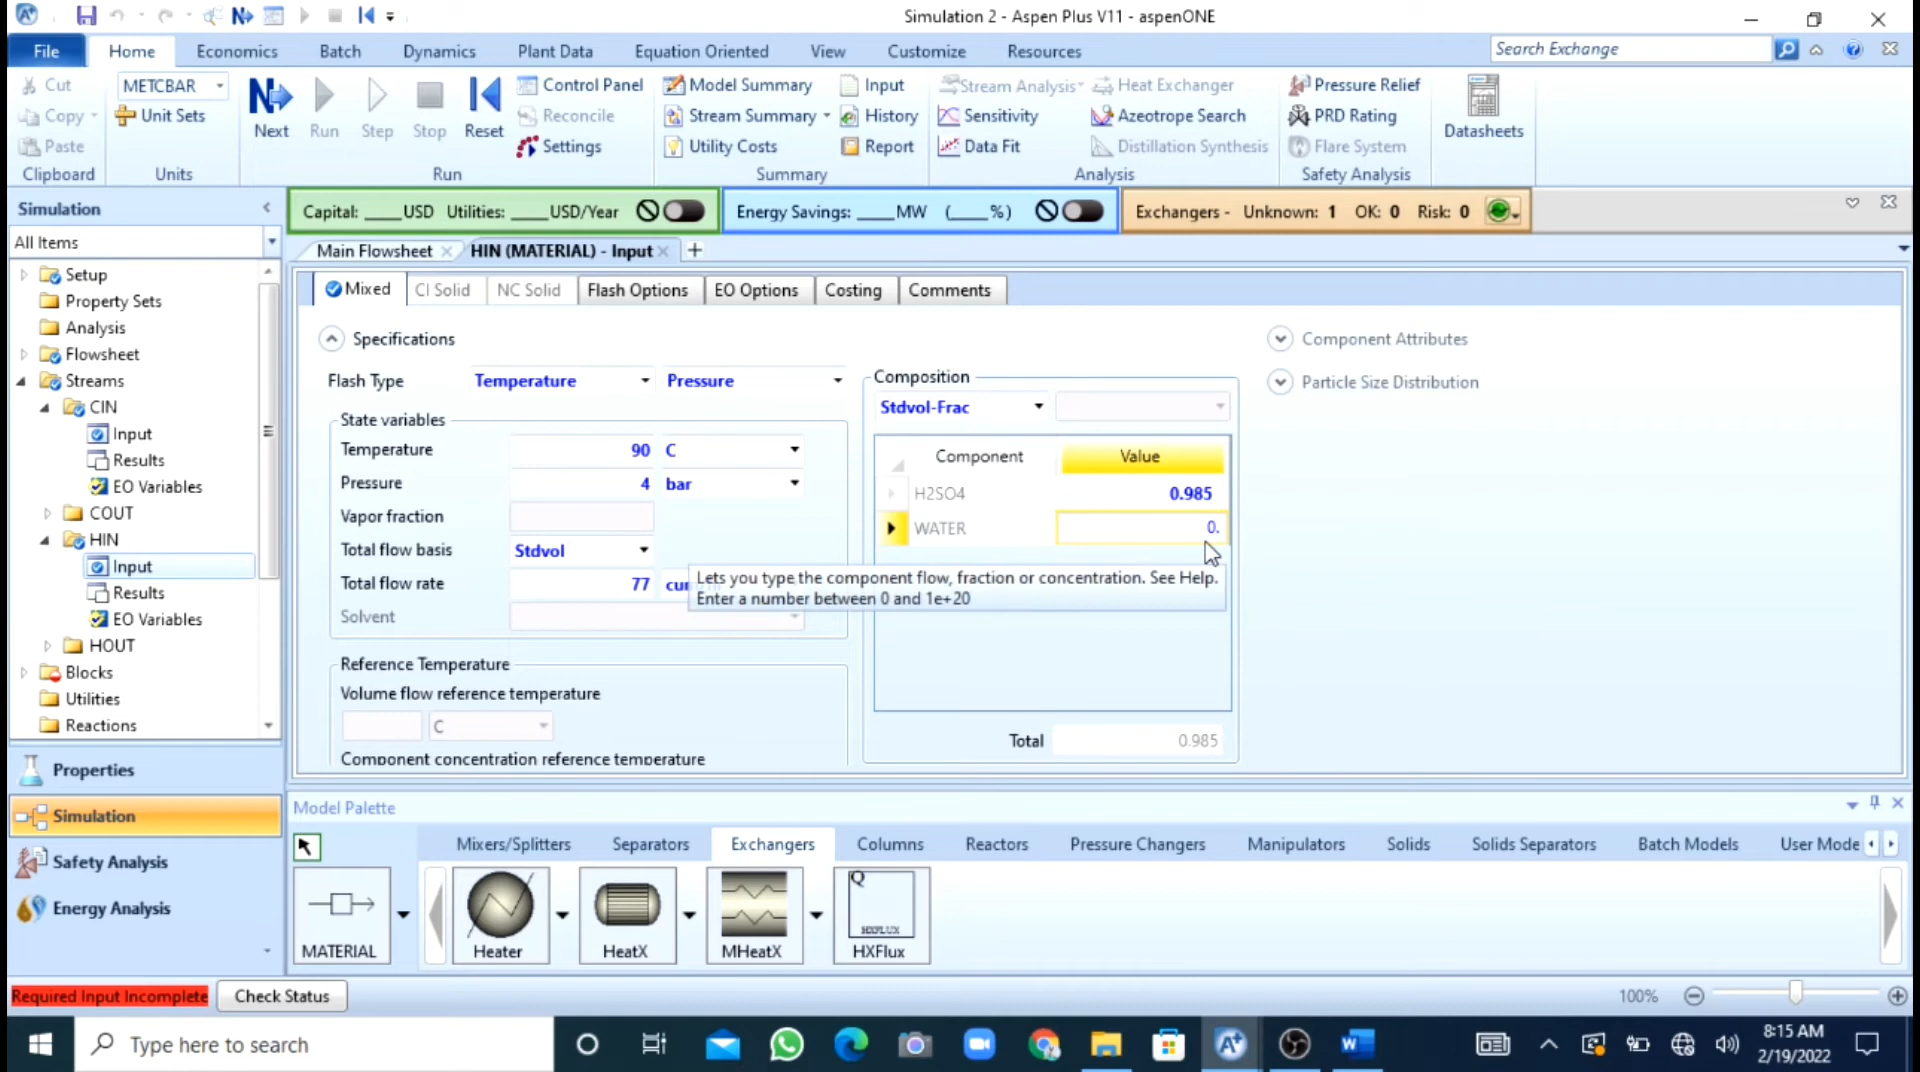 Simulation 2 - Aspen Plus V11 - aspenONE
File Home Economics Batch Dynamics Plant Data Equation Oriented View Customize Resources Search Exchange
Cut METCBAR Control Panel Model Summary Input Stream Analysis Heat Exchanger Pressure Relief
Copy Unit Sets Reconcile Stream Summary History Sensitivity Azeotrope Search PRD Rating
Paste Next Run Step Stop Reset Settings Utility Costs Report Data Fit Distillation Synthesis Flare System Datasheets
Clipboard Units Run Summary Analysis Safety Analysis
Simulation
All Items
Capital: ____USD Utilities: ____USD/Year
Energy Savings: ____MW (____%)
Exchangers - Unknown: 1 OK: 0 Risk: 0
Main Flowsheet HIN (MATERIAL) - Input +
Setup
Property Sets
Analysis
Flowsheet
Streams
CIN
Input
Results
EO Variables
COUT
HIN
Input
Results
EO Variables
HOUT
Blocks
Utilities
Reactions
Properties
Simulation
Safety Analysis
Energy Analysis
Mixed CI Solid NC Solid Flash Options EO Options Costing Comments
Specifications
Flash Type Temperature Pressure
State variables
Temperature 90 C
Pressure 4 bar
Vapor fraction
Total flow basis Stdvol
Total flow rate 77
Solvent
Reference Temperature
Volume flow reference temperature
C
Component concentration reference temperature
Composition
Stdvol-Frac
Component Value
H2SO4 0.985
WATER 0.
Lets you type the component flow, fraction or concentration. See Help.
Enter a number between 0 and 1e+20
Total 0.985
Component Attributes
Particle Size Distribution
Model Palette
Mixers/Splitters Separators Exchangers Columns Reactors Pressure Changers Manipulators Solids Solids Separators Batch Models User Mode
Q
HXFLUX
MATERIAL Heater HeatX MHeatX HXFlux
Required Input Incomplete Check Status 100%
Type here to search
8:15 AM
2/19/2022